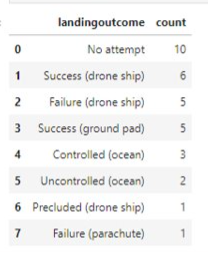 landingoutcome count
0 No attempt 10
1 Success (drone ship) 6
2 Failure (drone ship) 5
3 Success (ground pad) 5
4 Controlled (ocean) 3
5 Uncontrolled (ocean) 2
6 Precluded (drone ship) 1
7 Failure (parachute) 1